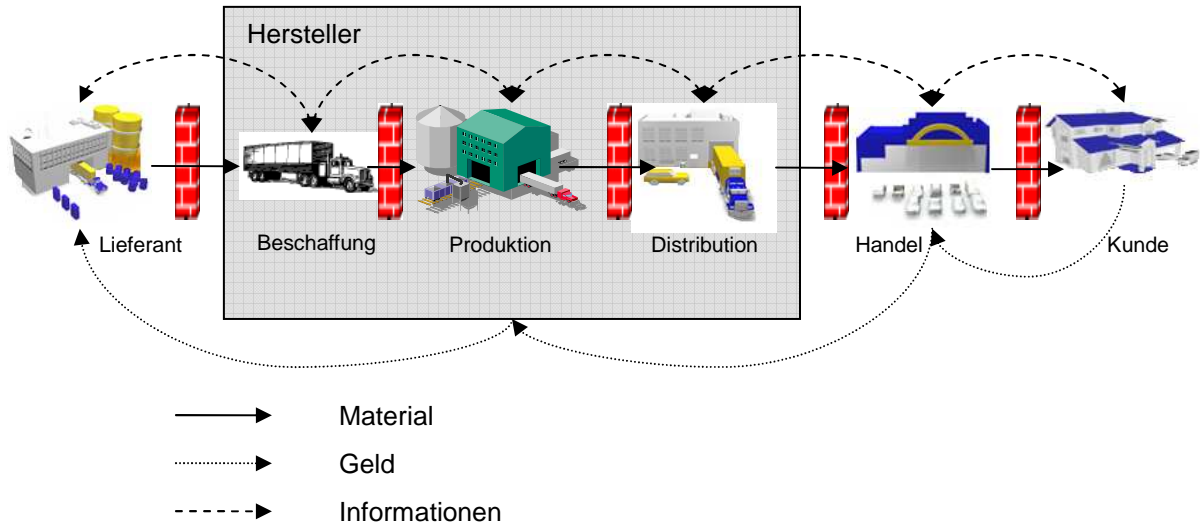 Hersteller
Lieferant
Beschaffung
Produktion
Distribution
Handel
Kunde
Material
Geld
Informationen